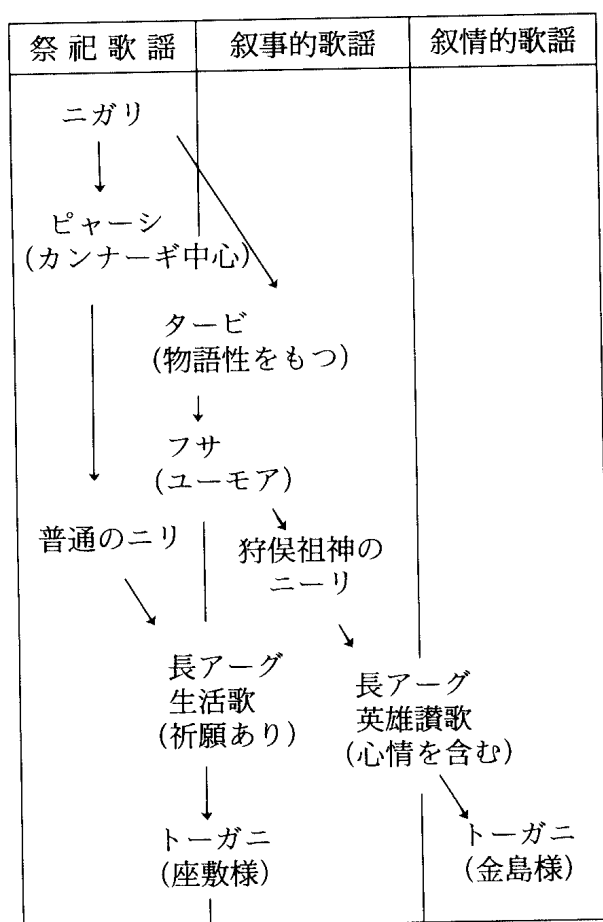 祭祀歌謡
叙事的歌謡
叙情的歌謡
ニガリ
ピャーシ
(カンナーギ中心)
タービ
(物語性をもつ)
フサ
(ユーモア)
普通のニリ
狩俣祖神の
ニーリ
長アーグ
生活歌
(祈願あり)
長アーグ
英雄讃歌
(心情を含む)
トーガニ
(座敷様)
トーガニ
(金島様)